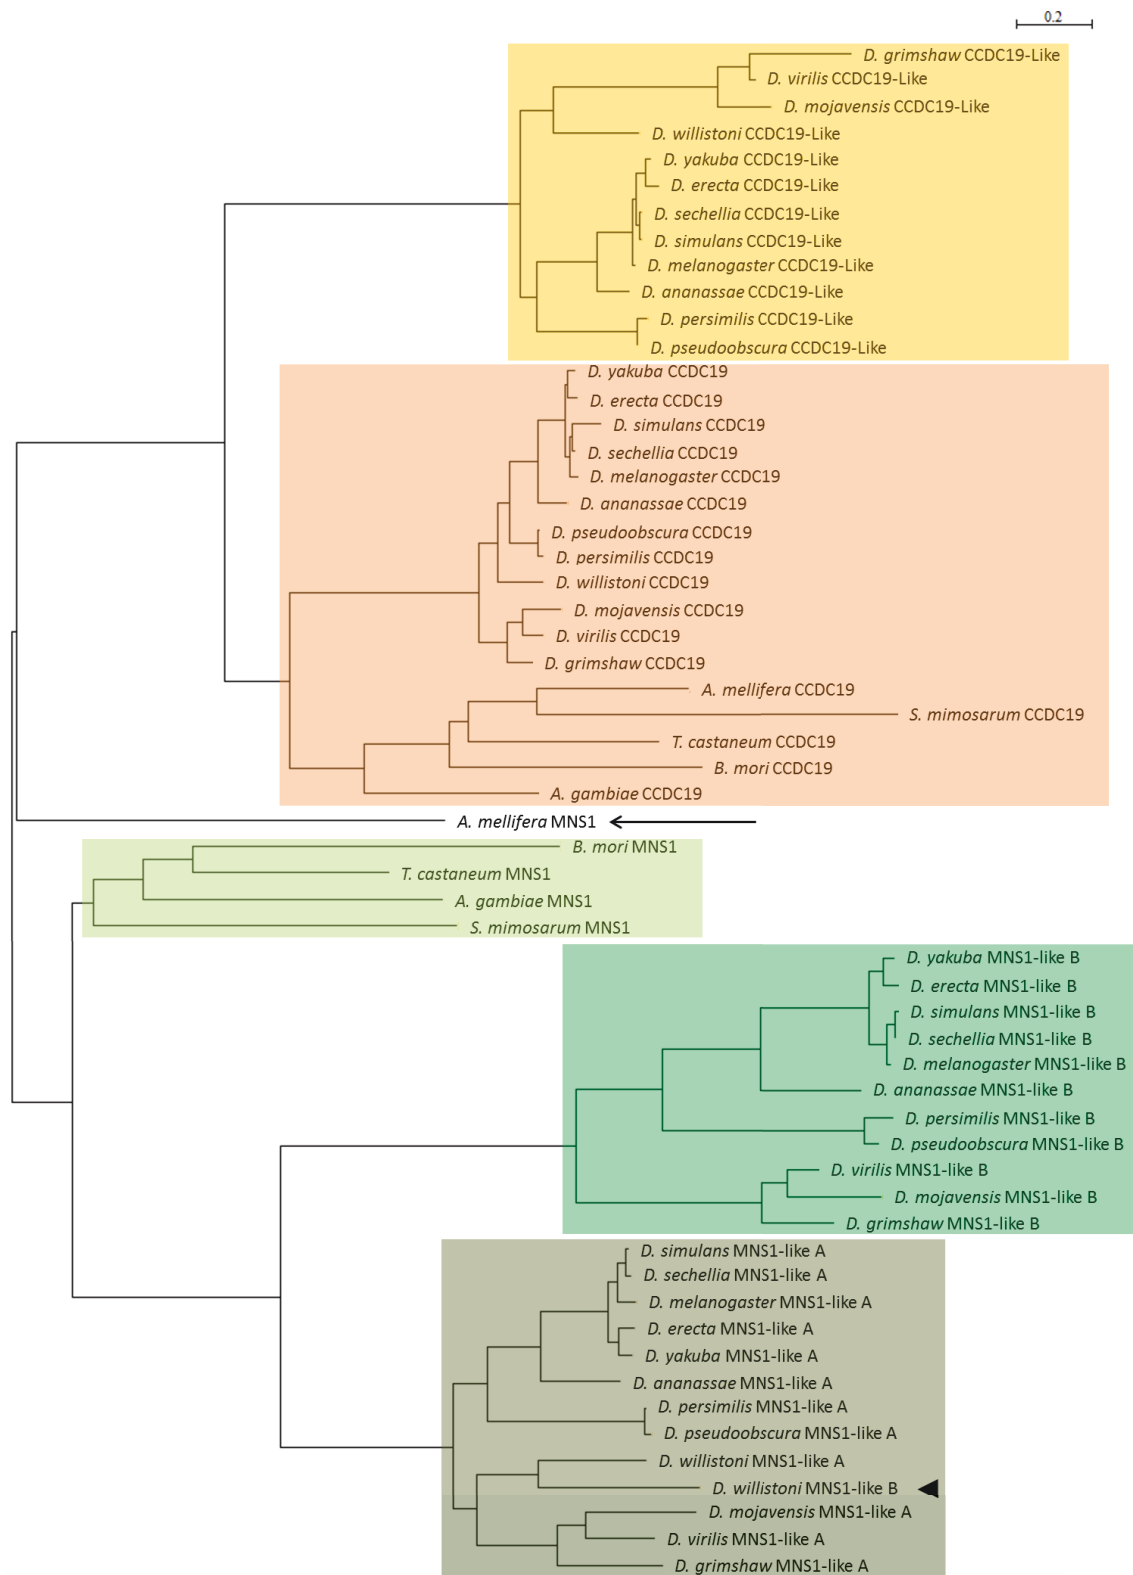 0.2
D. grimshaw CCDC19-Like
D. virilis CCDC19-Like
D. mojavensis CCDC19-Like
D. willistoni CCDC19-Like
D. yakuba CCDC19-Like
D. erecta CCDC19-Like
D. sechellia CCDC19-Like
D. simulans CCDC19-Like
D. melanogaster CCDC19-Like
D. ananassae CCDC19-Like
D. persimilis CCDC19-Like
D. pseudoobscura CCDC19-Like
D. yakuba CCDC19
D. erecta CCDC19
D. simulans CCDC19
D. sechellia CCDC19
D. melanogaster CCDC19
D. ananassae CCDC19
D. pseudoobscura CCDC19
D. persimilis CCDC19
D. willistoni CCDC19
D. mojavensis CCDC19
D. virilis CCDC19
D. grimshaw CCDC19
A. mellifera CCDC19
S. mimosarum CCDC19
T. castaneum CCDC19
B. mori CCDC19
A. gambiae CCDC19
A. mellifera MNS1
B. mori MNS1
T. castaneum MNS1
A. gambiae MNS1
S. mimosarum MNS1
D. yakuba MNS1-like B
D. erecta MNS1-like B
D. simulans MNS1-like B
D. sechellia MNS1-like B
D. melanogaster MNS1-like B
D. ananassae MNS1-like B
D. persimilis MNS1-like B
D. pseudoobscura MNS1-like B
D. virilis MNS1-like B
D. mojavensis MNS1-like B
D. grimshaw MNS1-like B
D. simulans MNS1-like A
D. sechellia MNS1-like A
D. melanogaster MNS1-like A
D. erecta MNS1-like A
D. yakuba MNS1-like A
D. ananassae MNS1-like A
D. persimilis MNS1-like A
D. pseudoobscura MNS1-like A
D. willistoni MNS1-like A
D. willistoni MNS1-like B
D. mojavensis MNS1-like A
D. virilis MNS1-like A
D. grimshaw MNS1-like A